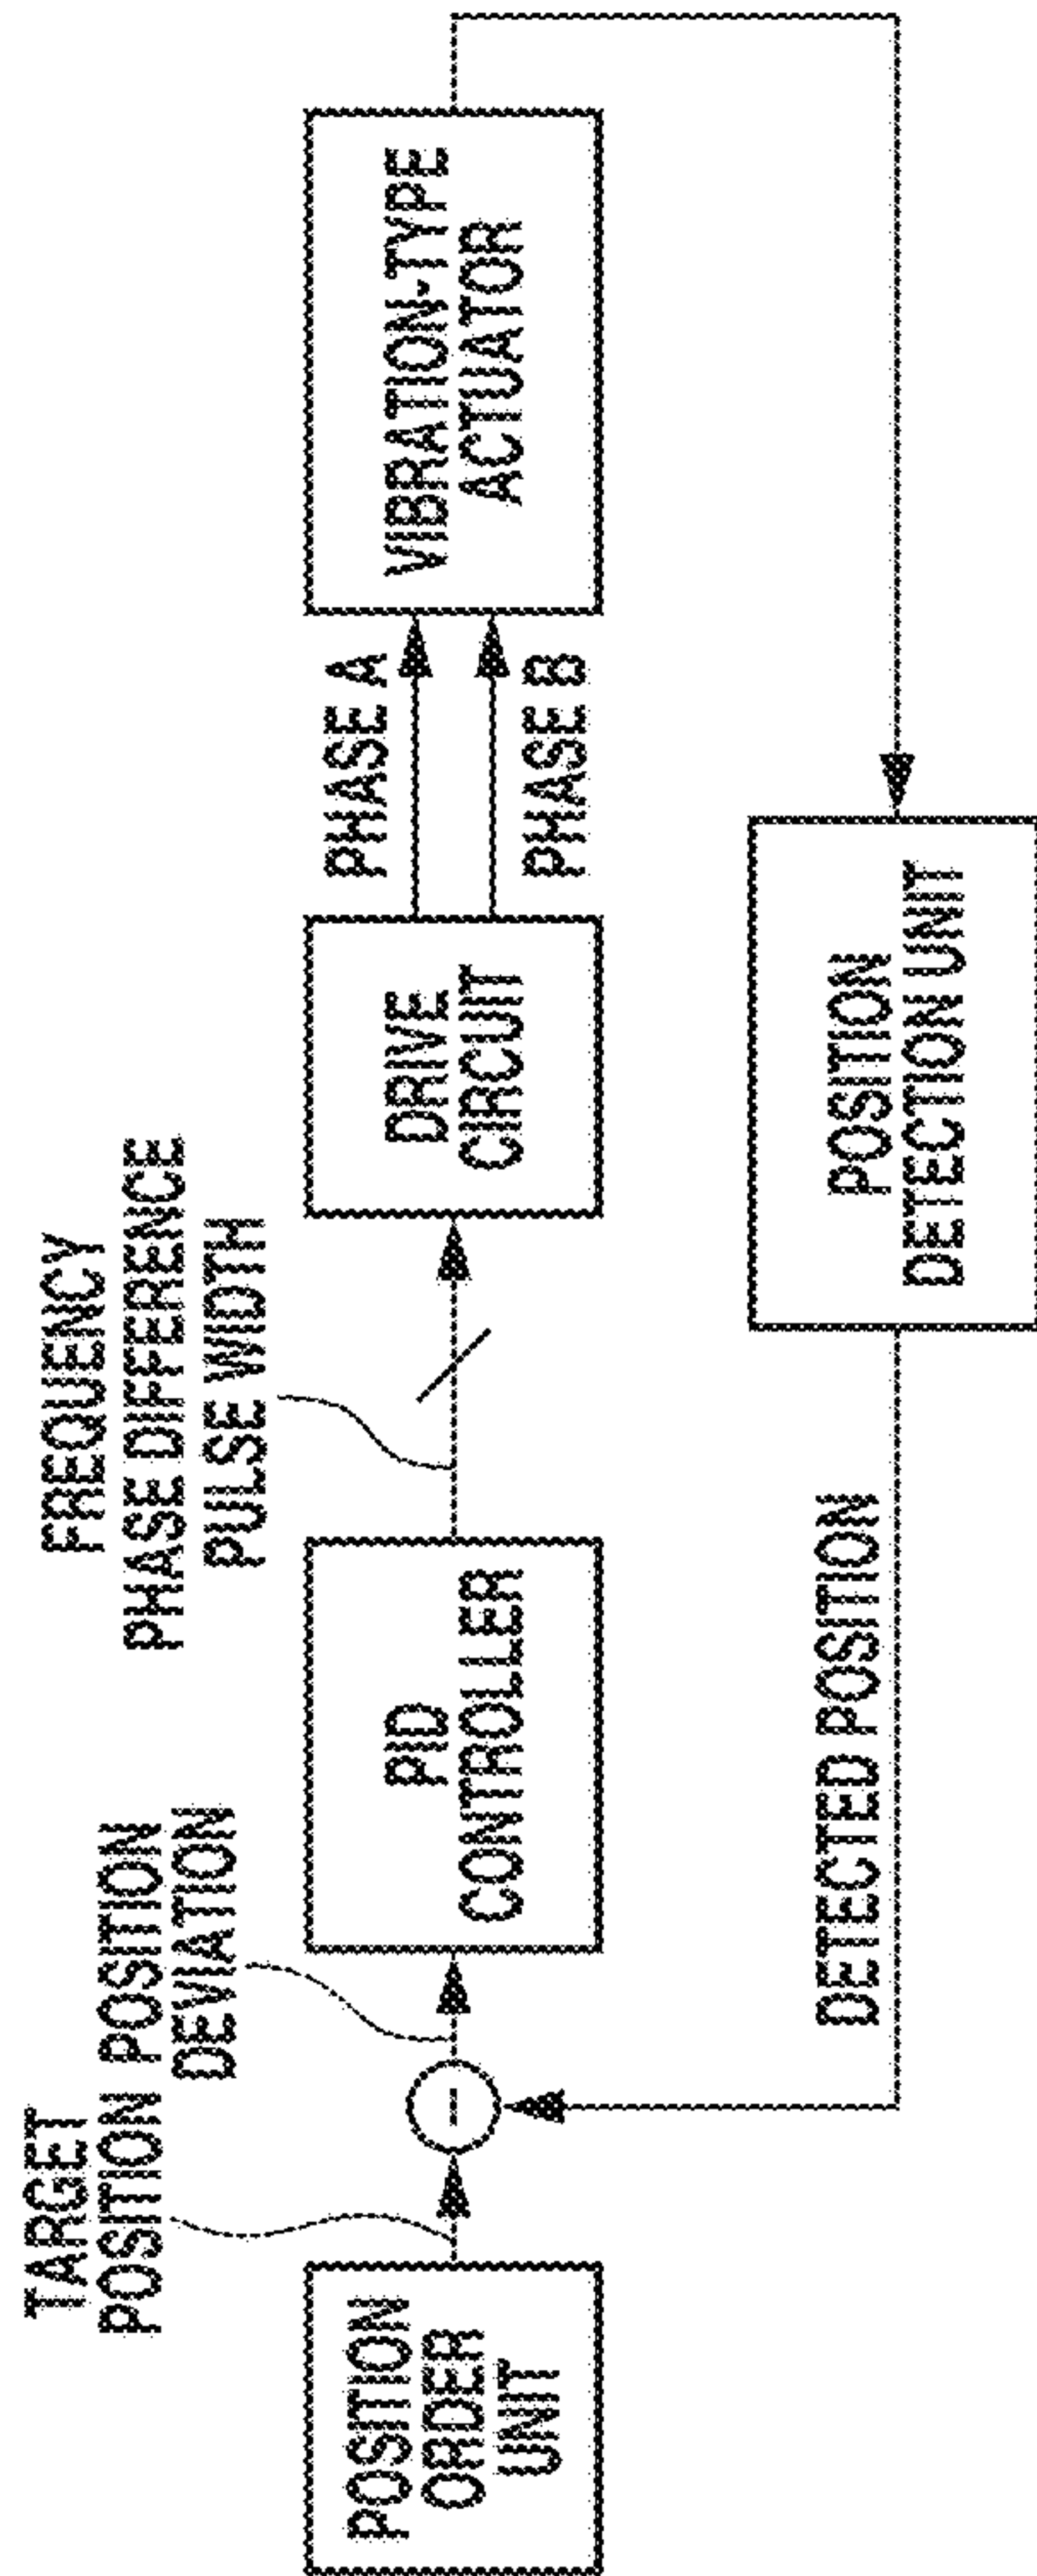 TARGET
POSITION
POSITION
DEVIATION
FREQUENCY
PHASE DIFFERENCE
PULSE WIDTH
POSITION
ORDER
UNIT
−
PID
CONTROLLER
DRIVE
CIRCUIT
PHASE A
PHASE B
VIBRATION-TYPE
ACTUATOR
DETECTED POSITION
POSITION
DETECTION UNIT